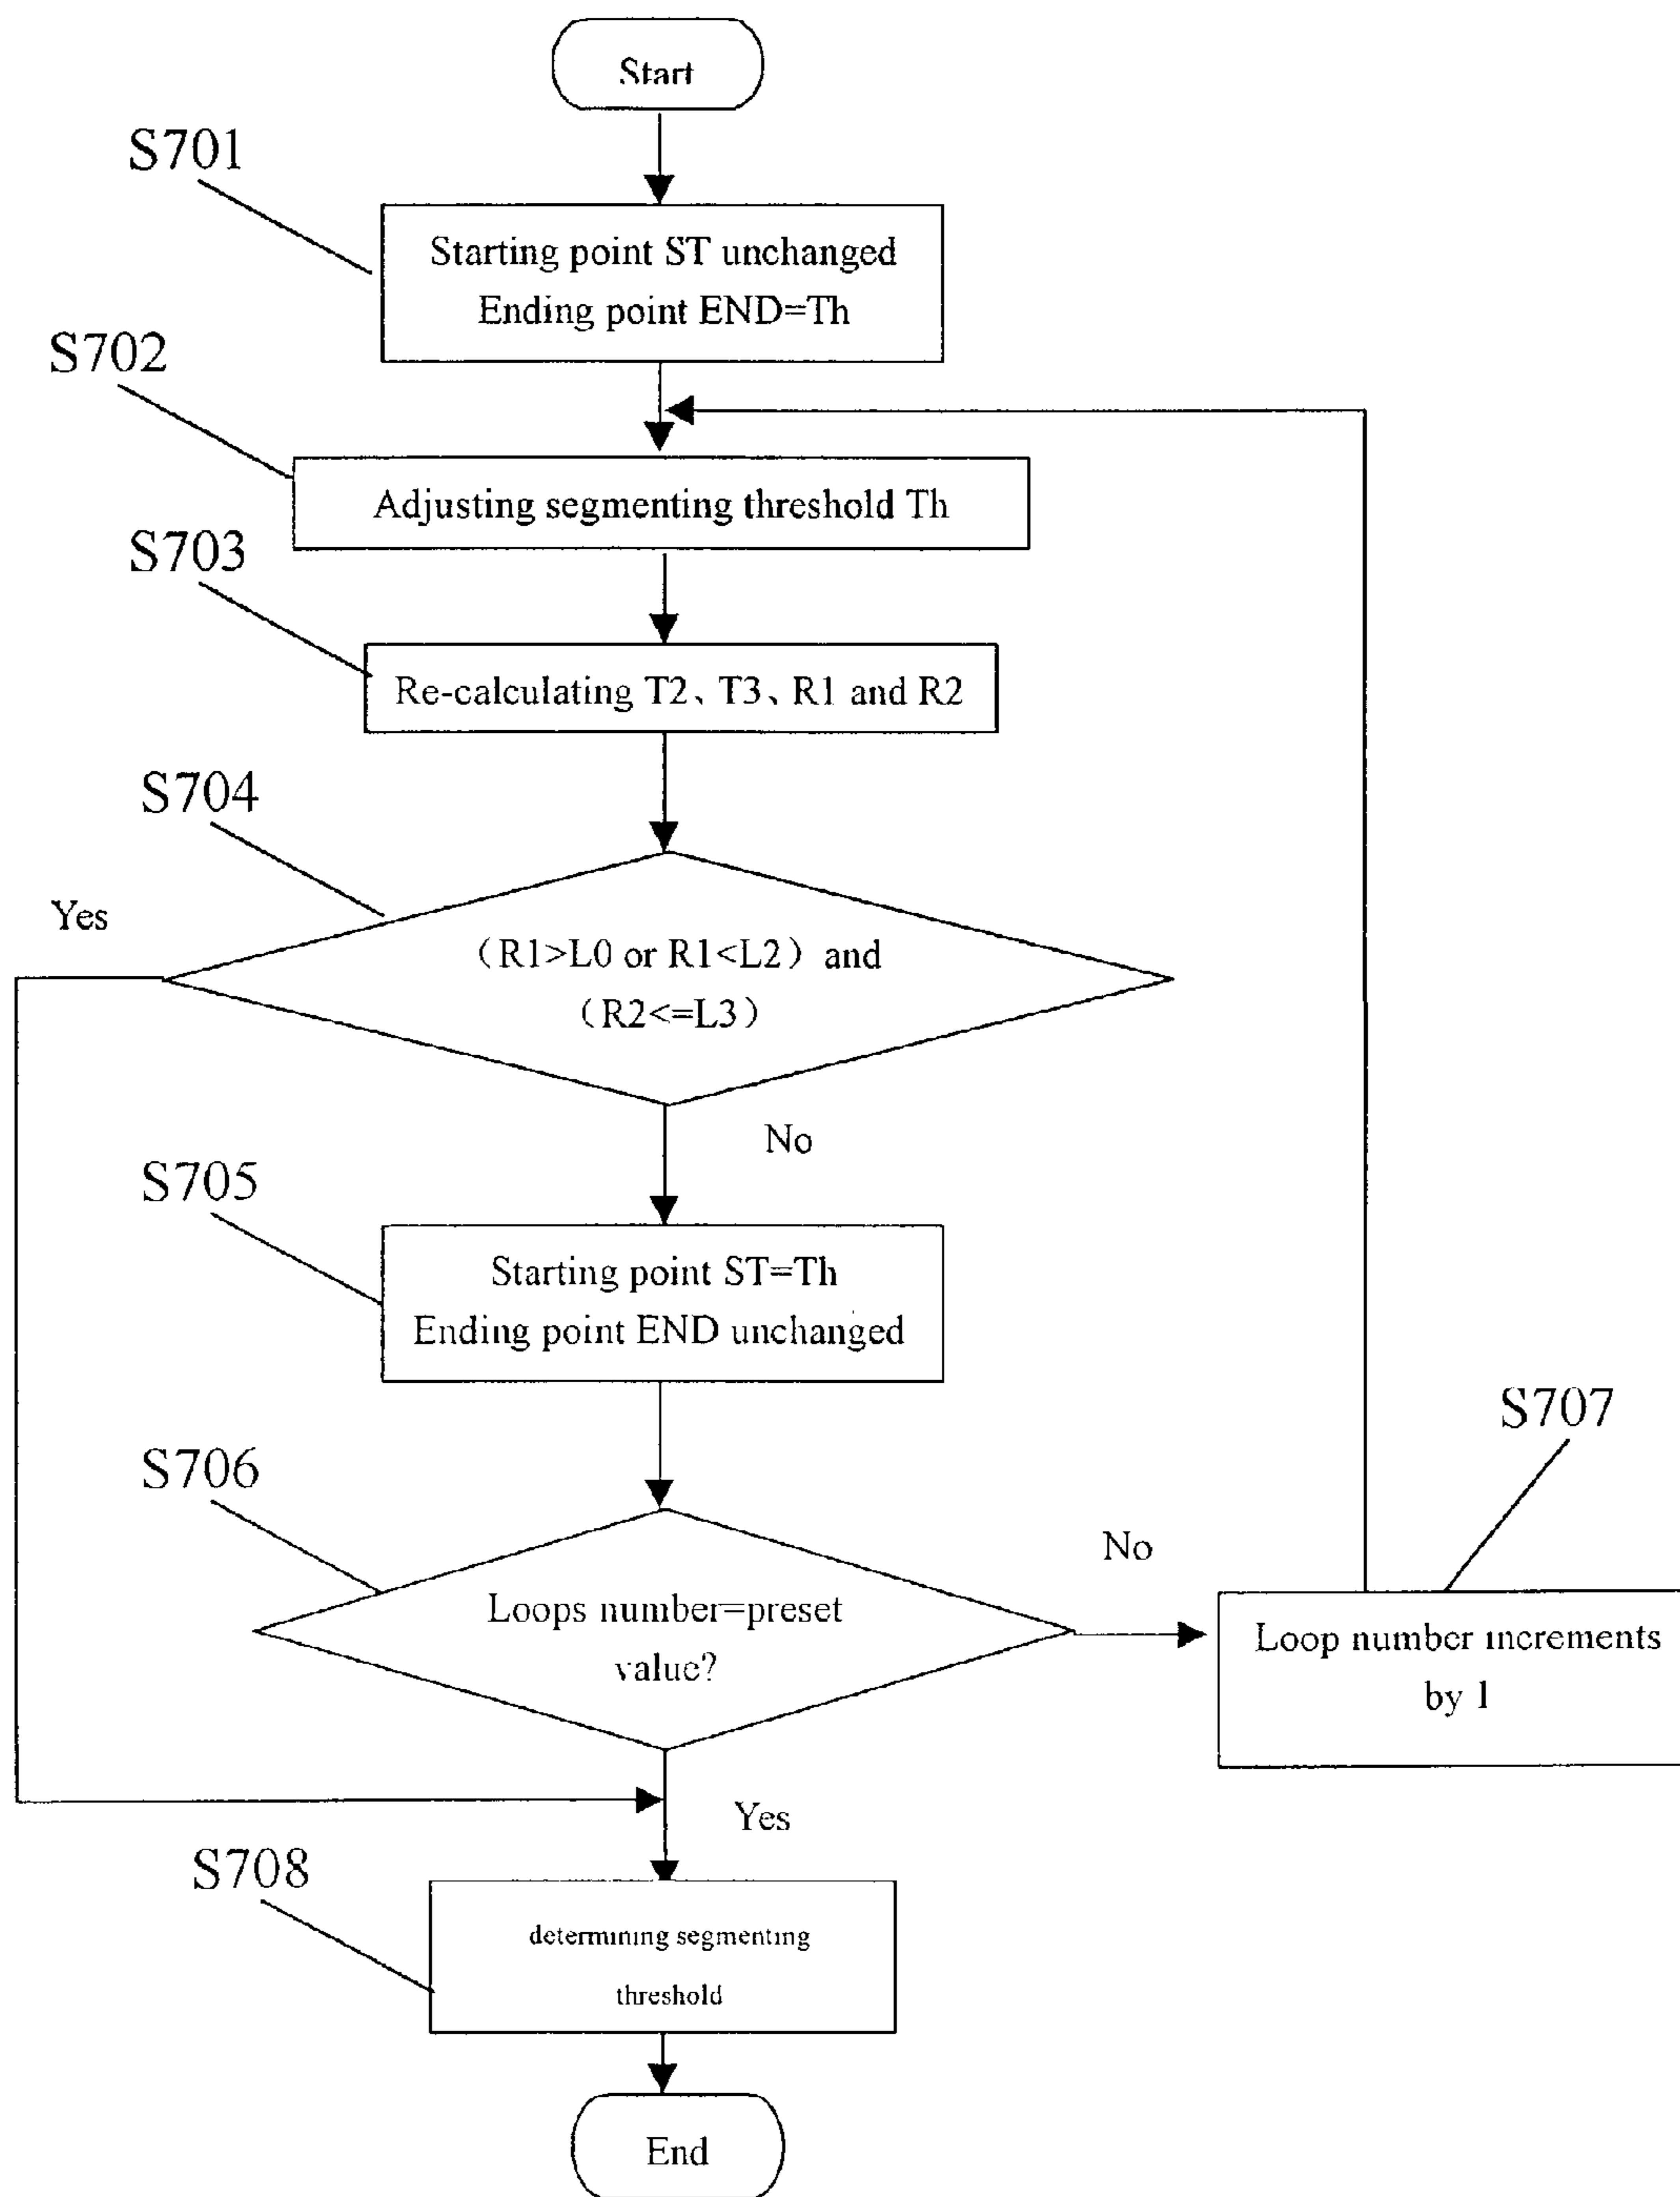 Start
S701
Starting point ST unchanged
Ending point END=Th
S702
Adjusting segmenting threshold Th
S703
Re-calculating T2、T3、R1 and R2
S704
Yes
（R1>L0 or R1<L2）and
（R2<=L3）
No
S705
Starting point ST=Th
Ending point END unchanged
S706
Loops number=preset
value?
No
S707
Loop number increments
by 1
Yes
S708
determining segmenting
threshold
End